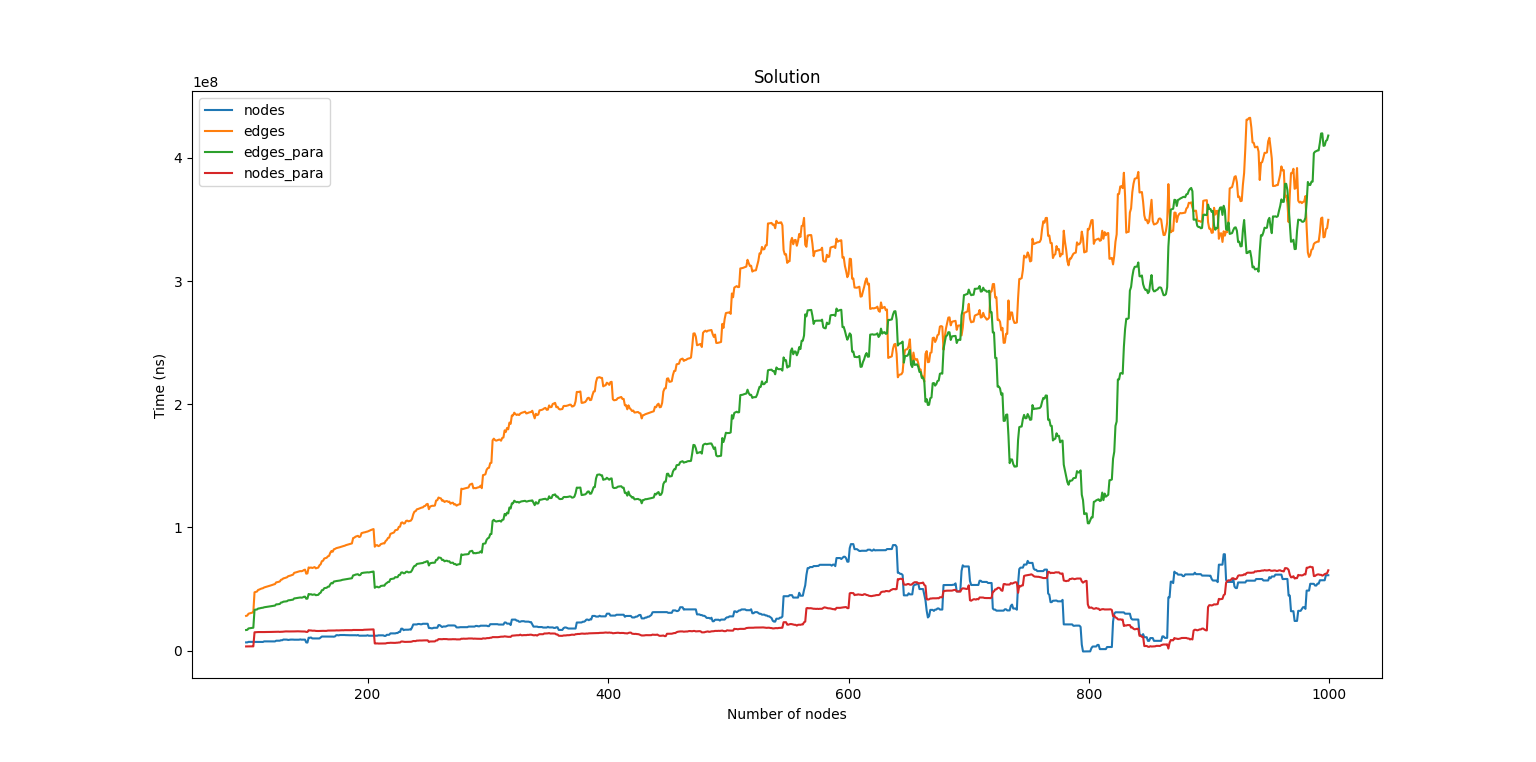 Solution
1e8
nodes
edges
edges_para
nodes_para
4
3
2
1
0
Time (ns)
200
400
600
800
1000
Number of nodes